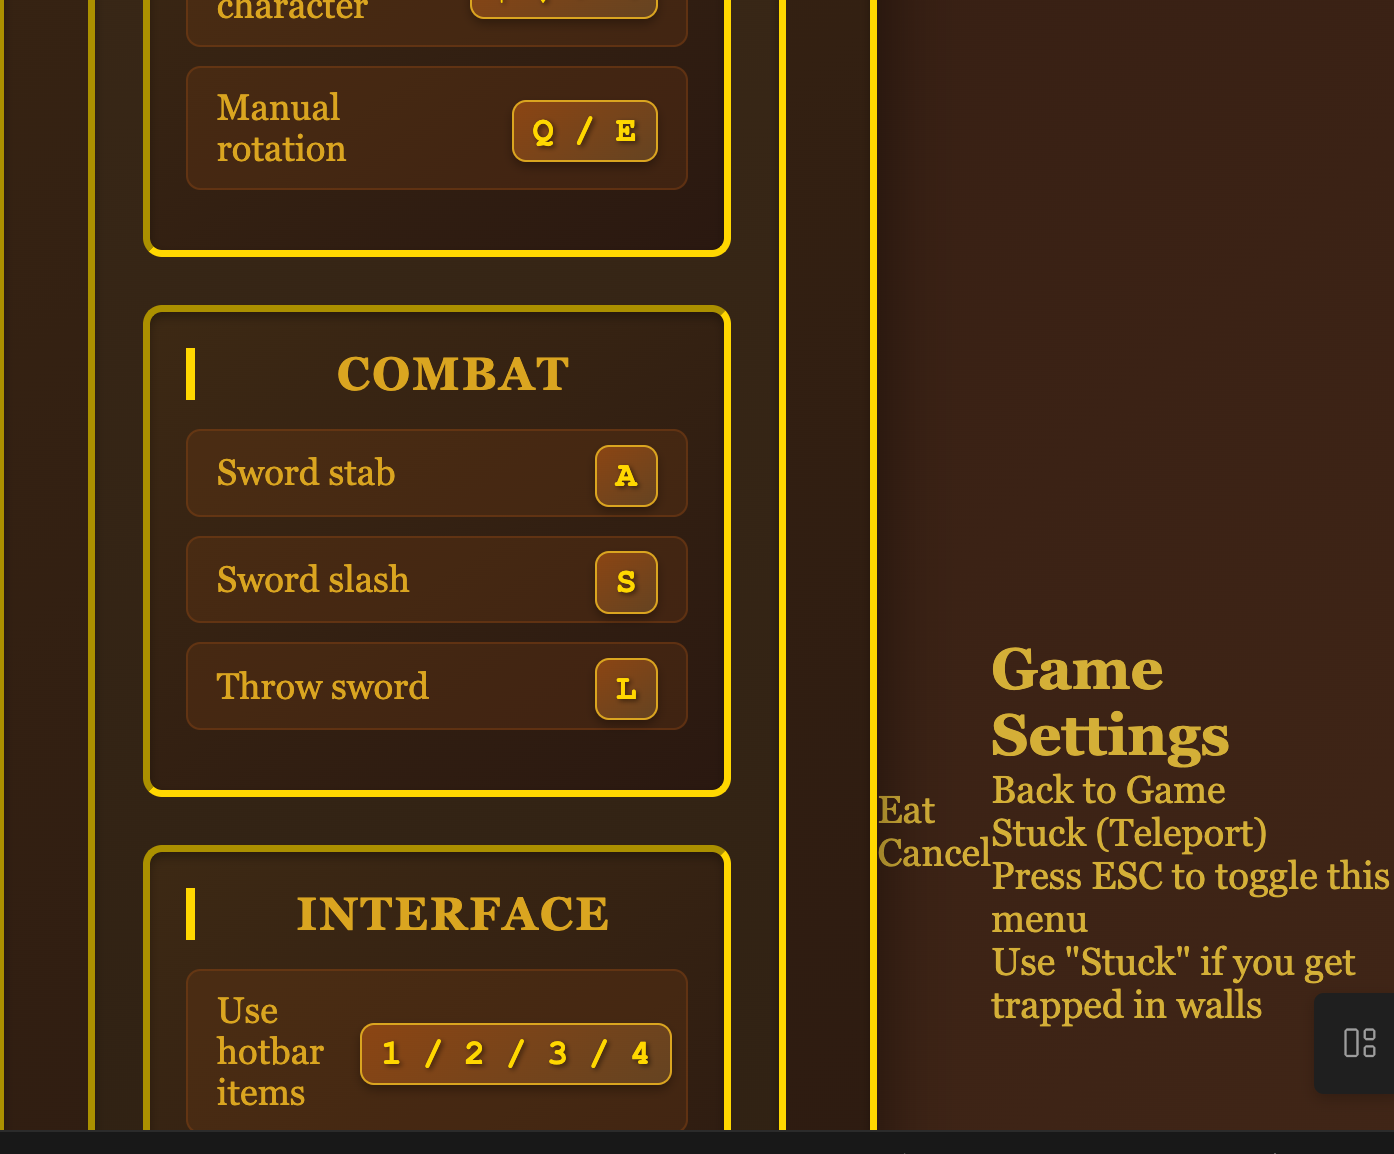 character
Manual
rotation
Q / E
COMBAT
Sword stab
A
Sword slash
S
Throw sword
L
INTERFACE
Use
hotbar
items
1 / 2 / 3 / 4
Eat
Cancel
Game
Settings
Back to Game
Stuck (Teleport)
Press ESC to toggle this
menu
Use "Stuck" if you get
trapped in walls